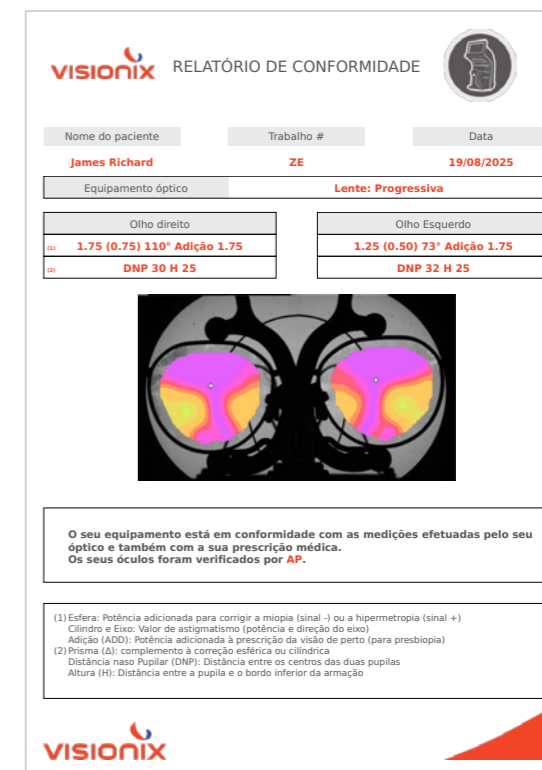 VISIONIX RELATÓRIO DE CONFORMIDADE
Nome do paciente Trabalho # Data
James Richard ZE 19/08/2025
Equipamento óptico Lente: Progressiva
Olho direito Olho Esquerdo
(1) 1.75 (0.75) 110° Adição 1.75 1.25 (0.50) 73° Adição 1.75
(2) DNP 30 H 25 DNP 32 H 25
O seu equipamento está em conformidade com as medições efetuadas pelo seu
óptico e também com a sua prescrição médica.
Os seus óculos foram verificados por AP.
(1) Esfera: Potência adicionada para corrigir a miopia (sinal -) ou a hipermetropia (sinal +)
Cilindro e Eixo: Valor de astigmatismo (potência e direção do eixo)
Adição (ADD): Potência adicionada à prescrição da visão de perto (para presbiopia)
(2) Prisma (Δ): complemento à correção esférica ou cilíndrica
Distância naso Pupilar (DNP): Distância entre os centros das duas pupilas
Altura (H): Distância entre a pupila e o bordo inferior da armação
VISIONIX